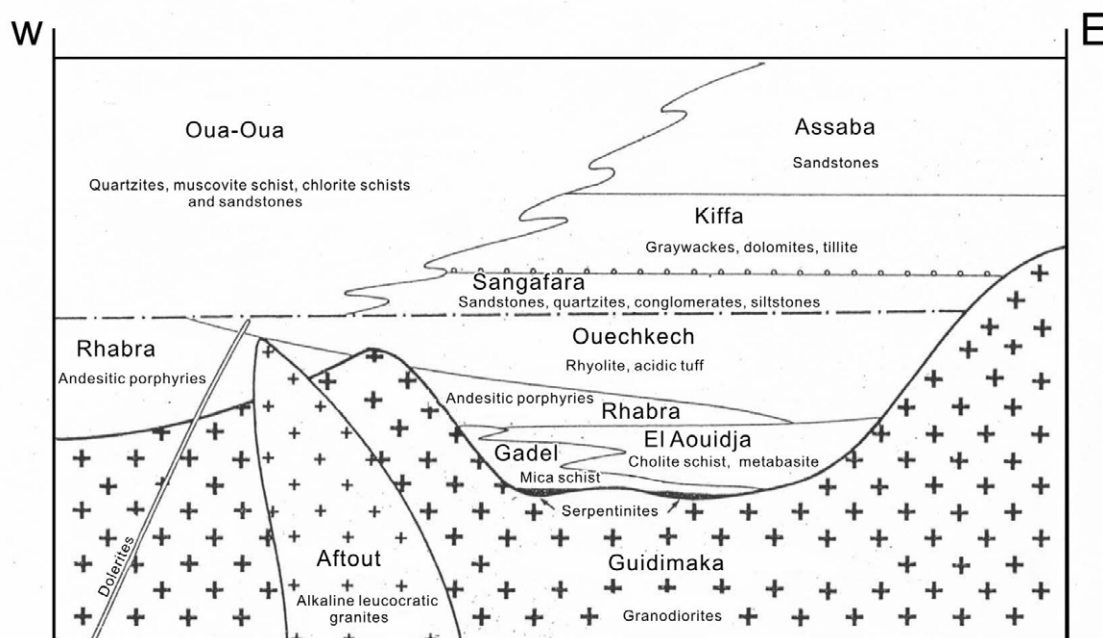 W
E
Oua-Oua
Quartzites, muscovite schist, chlorite schists
and sandstones
Assaba
Sandstones
Kiffa
Graywackes, dolomites, tillite
Sangafara
Sandstones, quartzites, conglomerates, siltstones
Ouechkech
Rhyolite, acidic tuff
Rhabra
Andesitic porphyries
Andesitic porphyries
Rhabra
El Aouidja
Cholite schist, metabasite
Gadel
Mica schist
Serpentinites
Dolerites
Aftout
Alkaline leucocratic
granites
Guidimaka
Granodiorites